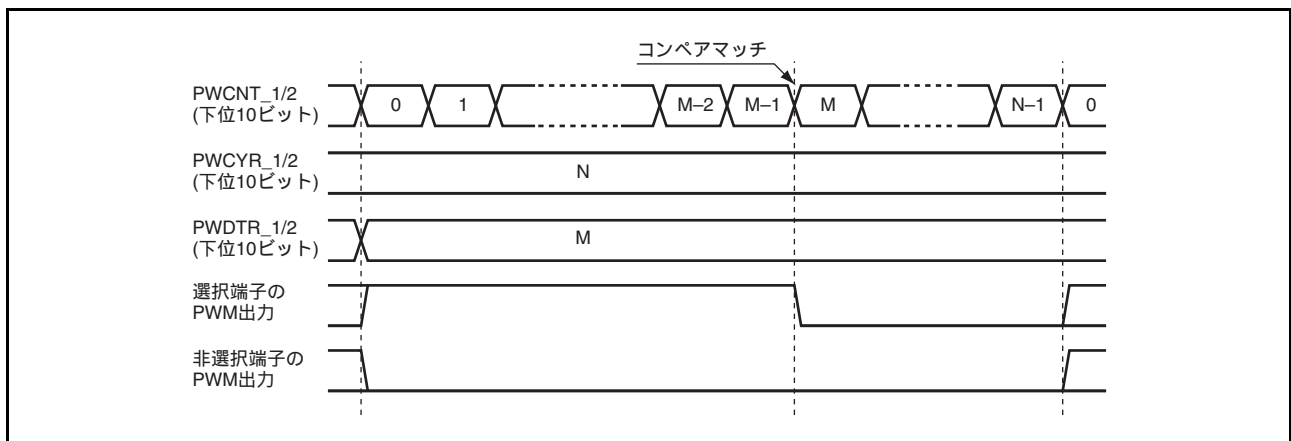 コンペアマッチ
PWCNT_1/2
(下位10ビット)
0 1 M–2 M–1 M N–1 0
PWCYR_1/2
(下位10ビット)
N
PWDTR_1/2
(下位10ビット)
M
選択端子の
PWM出力
非選択端子の
PWM出力